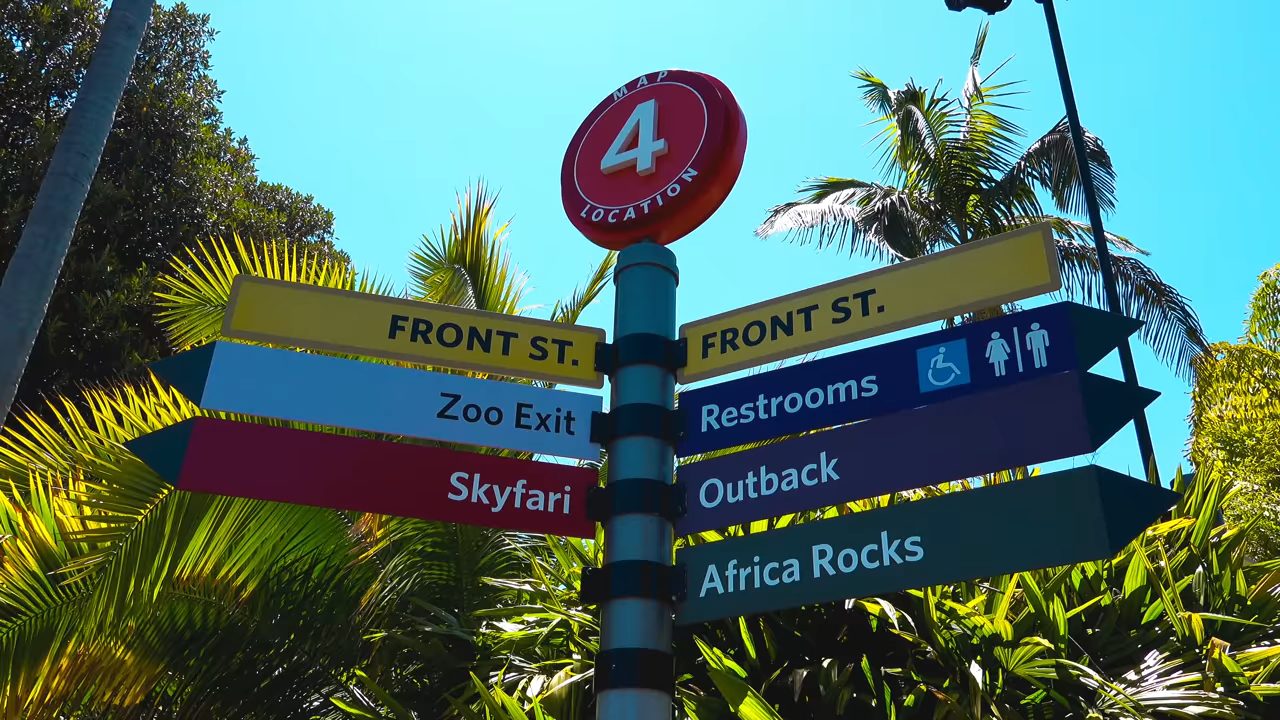 MAP
4
LOCATION
FRONT ST.
Zoo Exit
Skyfari
FRONT ST.
Restrooms
Outback
Africa Rocks